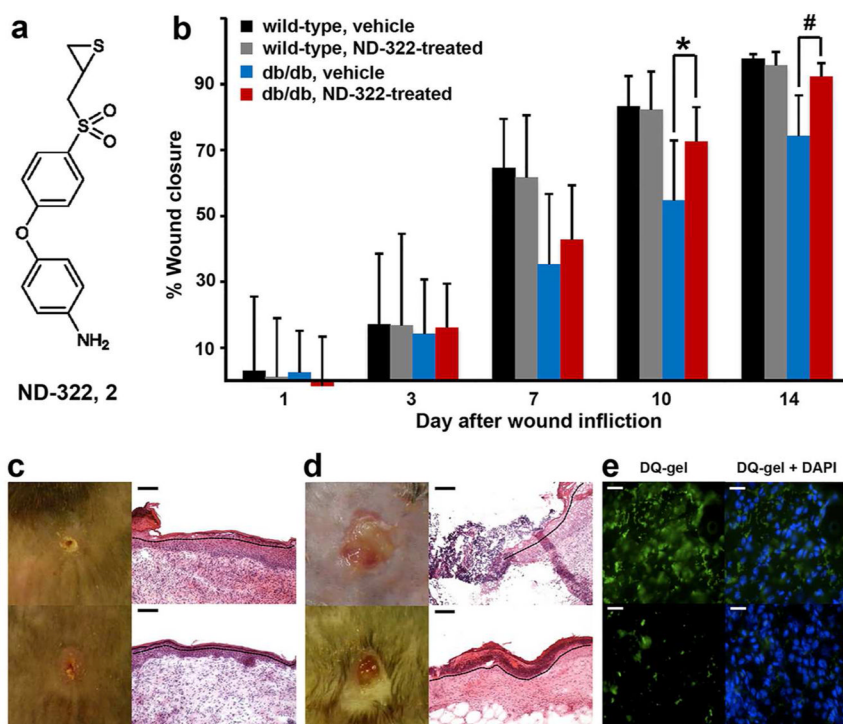 a
S
S
O
O
O
NH2
ND-322, 2
b
wild-type, vehicle
wild-type, ND-322-treated
db/db, vehicle
db/db, ND-322-treated
*
#
% Wound closure
90
70
50
30
10
1 3 7 10 14
Day after wound infliction
c
d
e
DQ-gel DQ-gel + DAPI